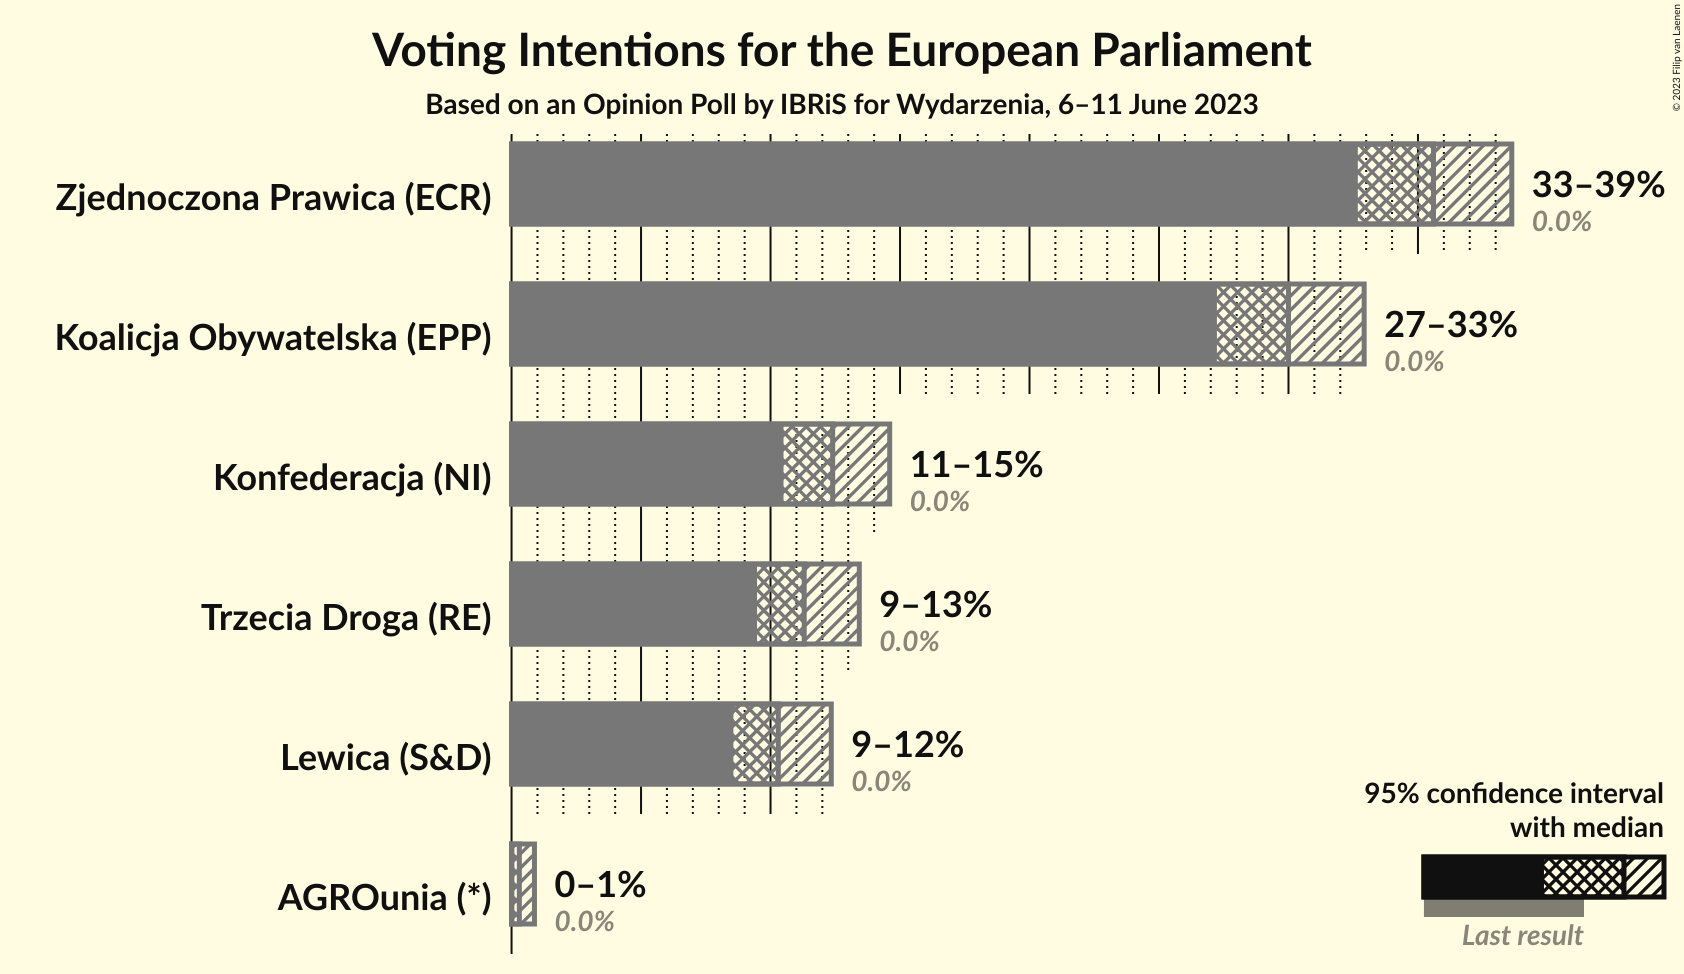 Voting Intentions for the European Parliament
Based on an Opinion Poll by IBRiS for Wydarzenia, 6–11 June 2023
© 2023 Filip van Laenen
Zjednoczona Prawica (ECR)
33–39%
0.0%
Koalicja Obywatelska (EPP)
27–33%
0.0%
Konfederacja (NI)
11–15%
0.0%
Trzecia Droga (RE)
9–13%
0.0%
Lewica (S&D)
9–12%
0.0%
AGROunia (*)
0–1%
0.0%
95% confidence interval
with median
Last result